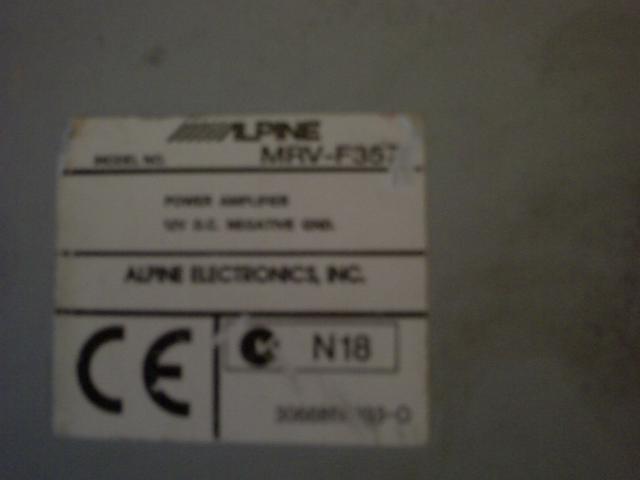 ALPINE
MODEL NO. MRV-F357
POWER AMPLIFIER
12V D.C. NEGATIVE GND.
ALPINE ELECTRONICS, INC.
CE
N18